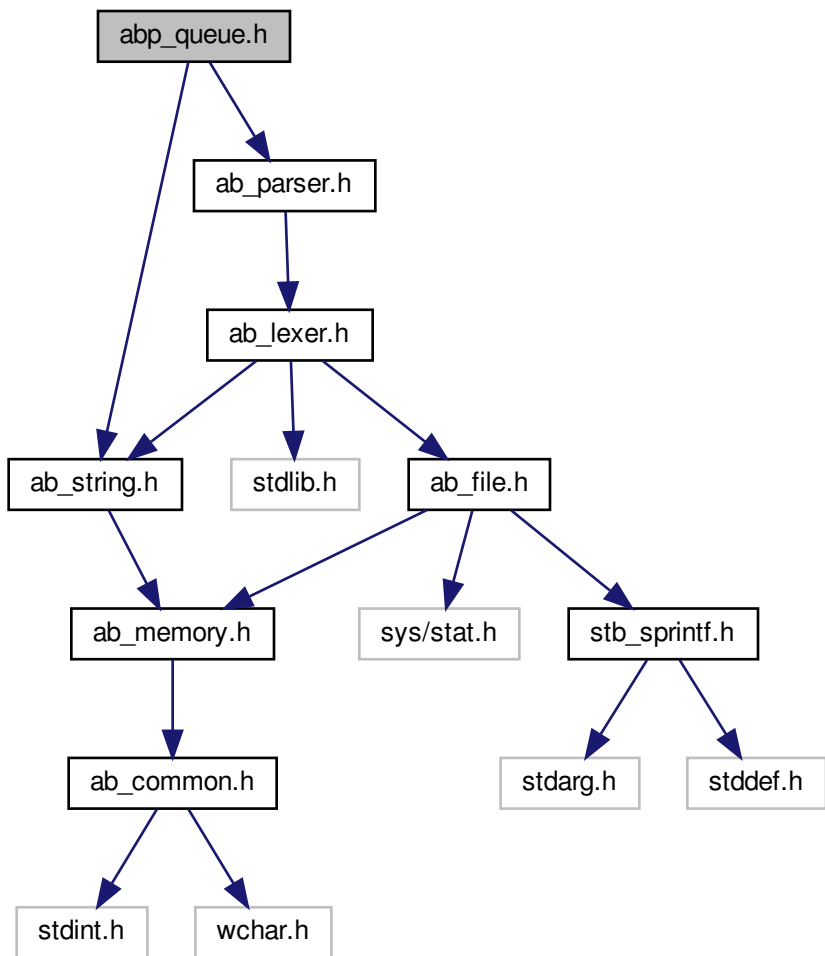 abp_queue.h
ab_parser.h
ab_lexer.h
ab_string.h
stdlib.h
ab_file.h
ab_memory.h
sys/stat.h
stb_sprintf.h
ab_common.h
stdarg.h
stddef.h
stdint.h
wchar.h